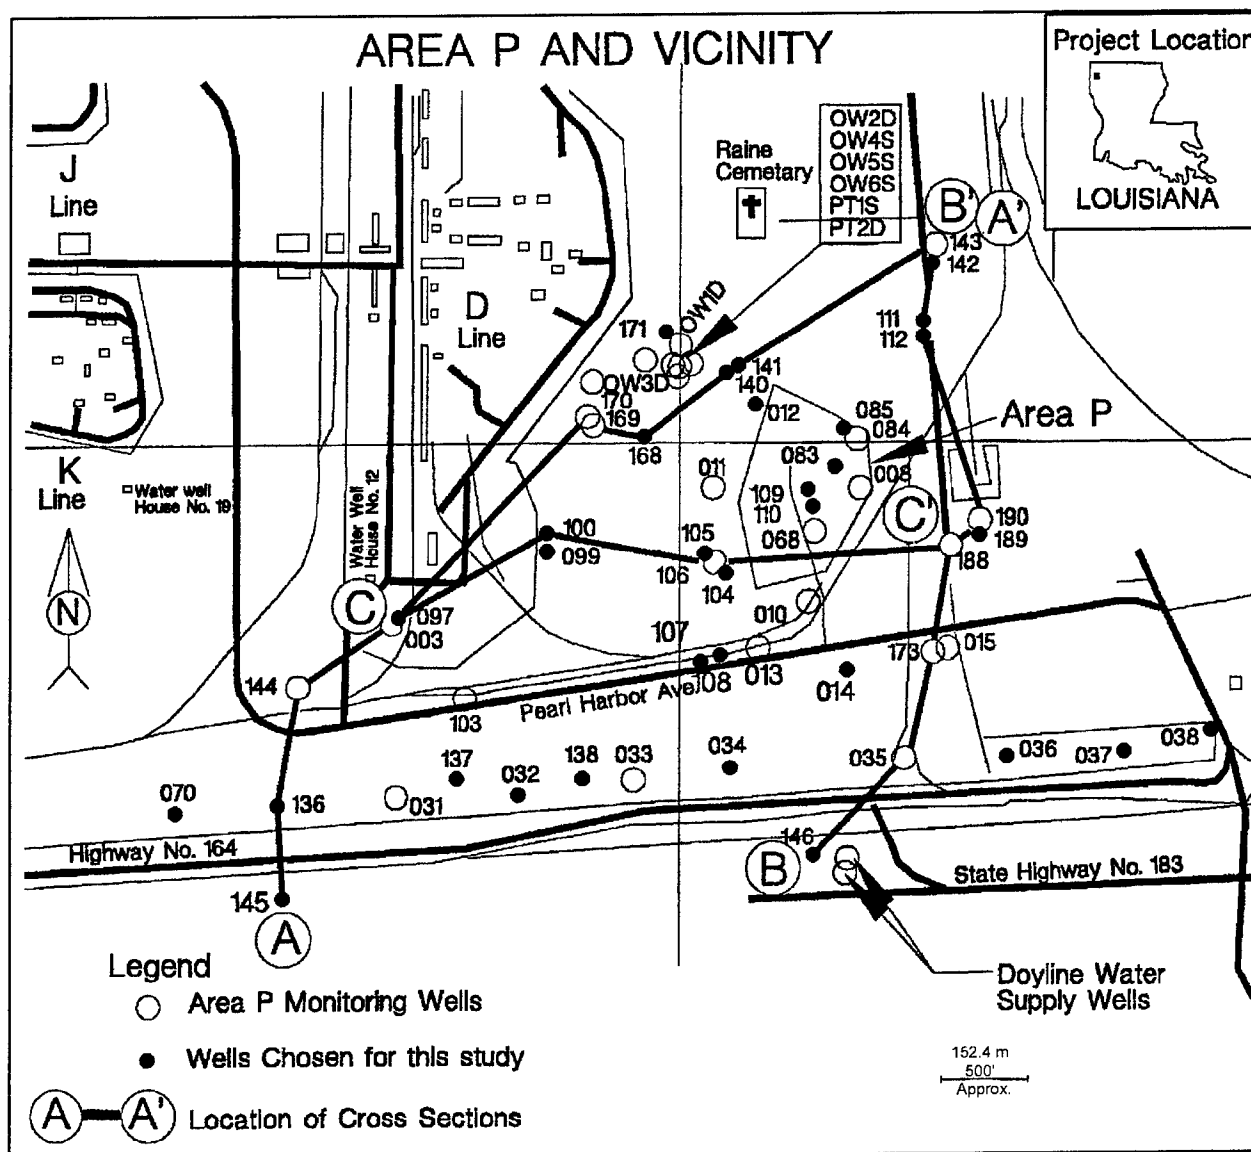 AREA P AND VICINITY
Project Location
LOUISIANA
OW2D
OW4S
OW5S
OW6S
PT1S
PT2D
Raine
Cemetary
J
Line
B'
A'
143
142
D
Line
171
OW1D
111
112
141
140
OW3D
170
169
012
085
084
Area P
168
083
K
Line
Water well
House No. 19
Water Well
House No. 12
011
008
109
110
068
C'
190
189
188
100
099
105
106
104
N
C
097
003
010
107
108
013
173
015
014
144
103
Pearl Harbor Ave.
137
032
138
033
034
035
036
037
038
070
136
031
146
Highway No. 164
B
State Highway No. 183
145
A
Doyline Water
Supply Wells
Legend
Area P Monitoring Wells
Wells Chosen for this study
A A' Location of Cross Sections
152.4 m
500'
Approx.